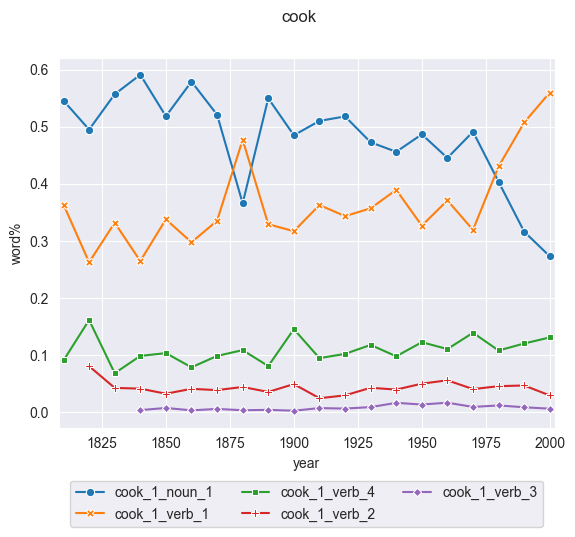 cook
0.6
0.5
0.4
0.3
0.2
0.1
0.0
word%
1825 1850 1875 1900 1925 1950 1975 2000
year
cook_1_noun_1 cook_1_verb_4 cook_1_verb_3
cook_1_verb_1 cook_1_verb_2